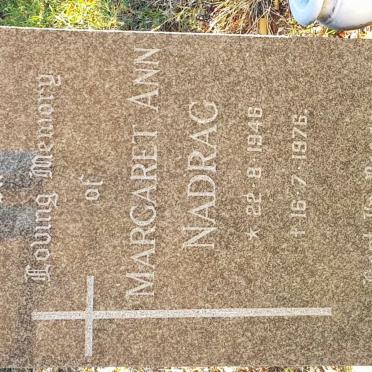 Loving Memory
of
MARGARET ANN
NADRAG
* 22-8-1946
† 16-7-1976.